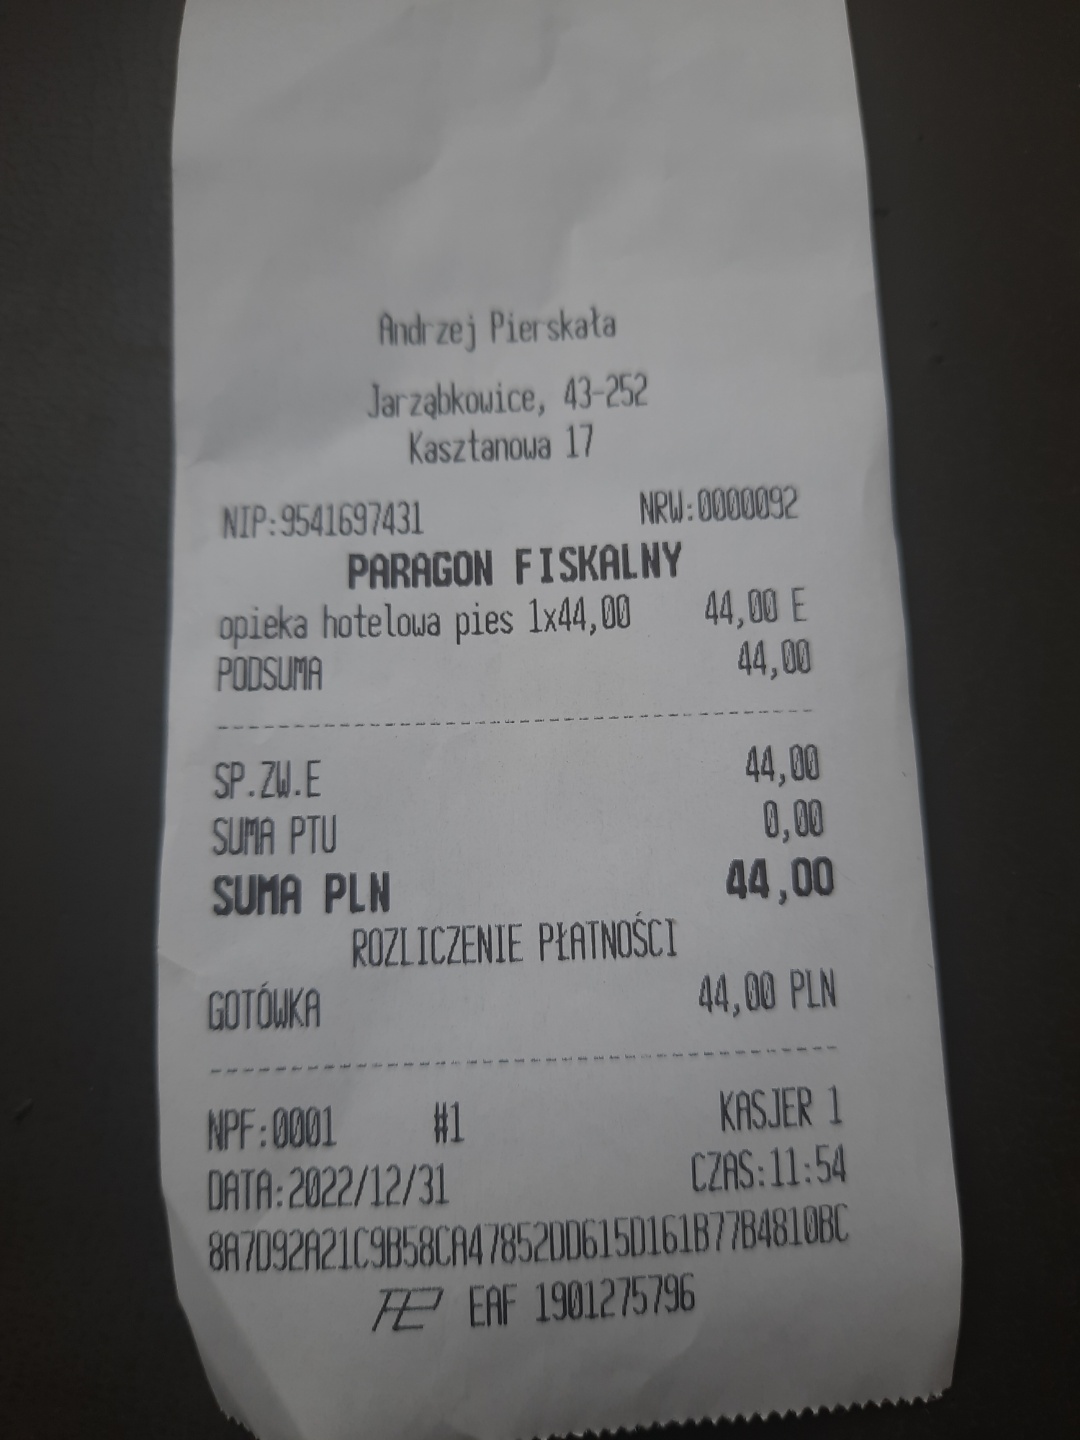 Andrzej Pierskała
Jarząbkowice, 43-252
Kasztanowa 17
NIP:9541697431 NRW:0000092
PARAGON FISKALNY
opieka hotelowa pies 1x44,00 44,00 E
PODSUMA 44,00
SP.ZW.E 44,00
SUMA PTU 0,00
SUMA PLN 44,00
ROZLICZENIE PŁATNOŚCI
GOTÓWKA 44,00 PLN
NPF:0001 #1 KASJER 1
DATA:2022/12/31 CZAS:11:54
8A7D92A21C9B58CA47852DD615D161B77B4810BC
EAF 1901275796